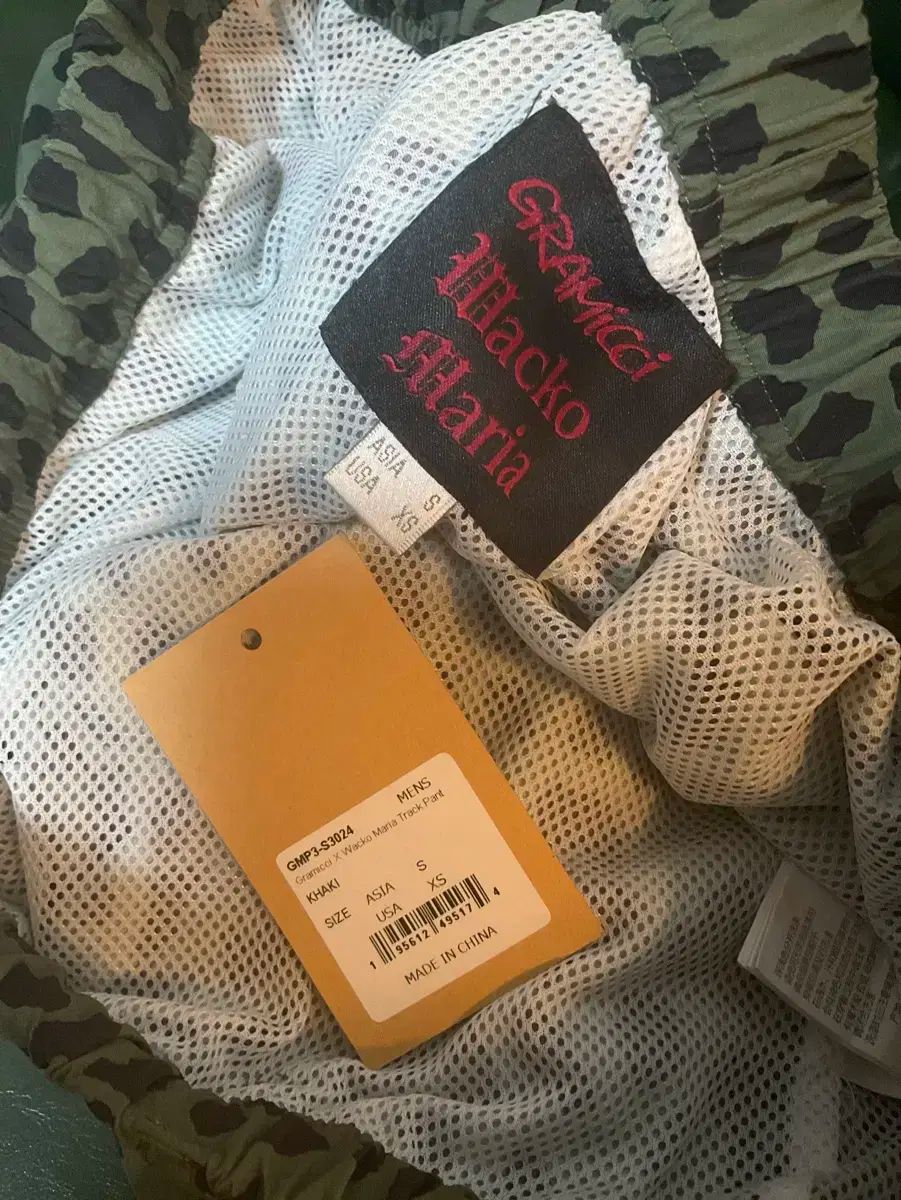 GRAMicci
Wacko
Maria
ASIA S
USA XS
MENS
GMP3-S3024
Gramicci X Wacko Maria Track Pant
KHAKI
SIZE ASIA S
USA XS
1 95612 49517 4
MADE IN CHINA